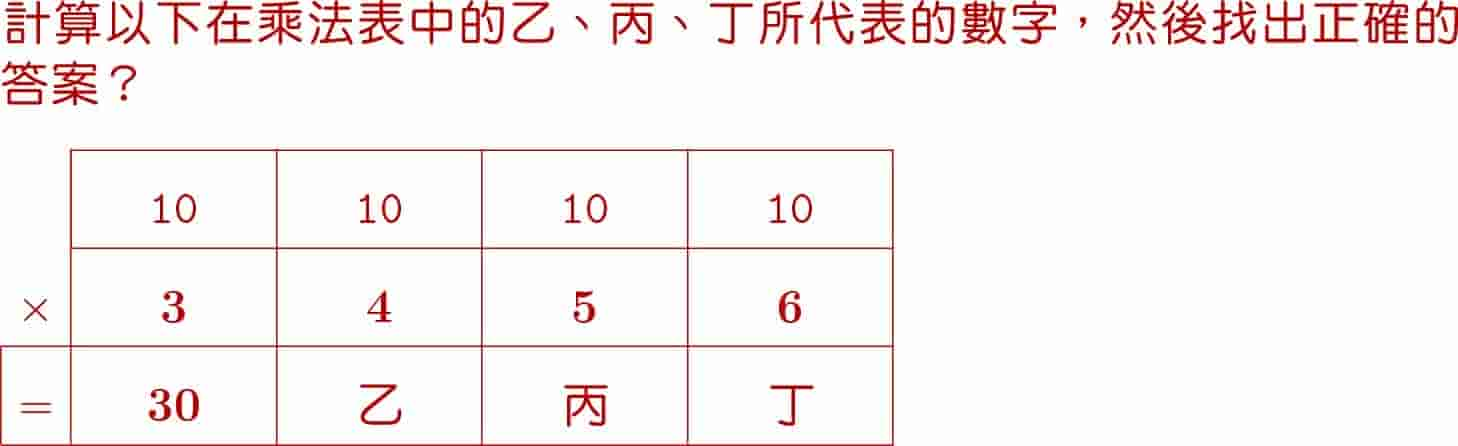 計算以下在乘法表中的乙、丙、丁所代表的數字，然後找出正確的
答案？
10 10 10 10
× 3 4 5 6
= 30 乙 丙 丁